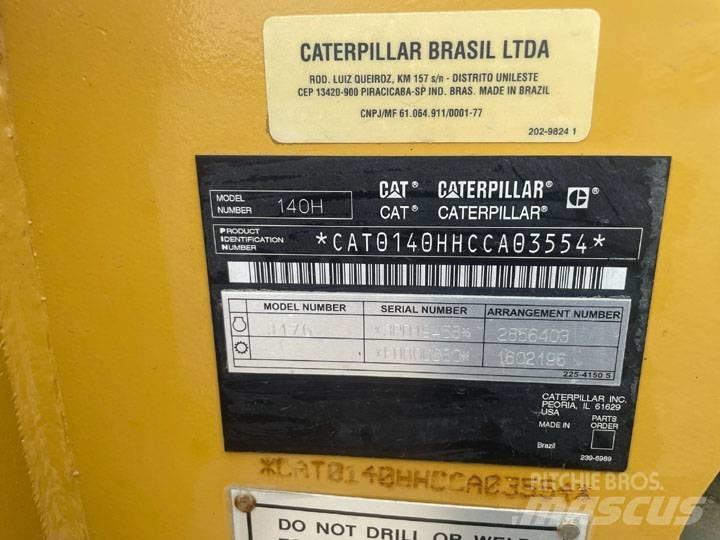 CATERPILLAR BRASIL LTDA
ROD. LUIZ QUEIROZ, KM 157 s/n - DISTRITO UNILESTE
CEP 13420-900 PIRACICABA-SP IND. BRAS. MADE IN BRAZIL
CNPJ/MF 61.064.911/0001-77
202-9824 1
MODEL NUMBER 140H
CAT® CATERPILLAR® ®
CAT® CATERPILLAR®
PRODUCT IDENTIFICATION NUMBER *CAT0140HHCCA03554*
MODEL NUMBER SERIAL NUMBER ARRANGEMENT NUMBER
3176 2856403
1602196
225-4150 5
CATERPILLAR INC.
PEORIA, IL 61629
USA
MADE IN PARTS ORDER
Brazil
239-6989
*CAT0140HHCCA03554*
DO NOT DRILL OR WELD
RITCHIE BROS.
mascus